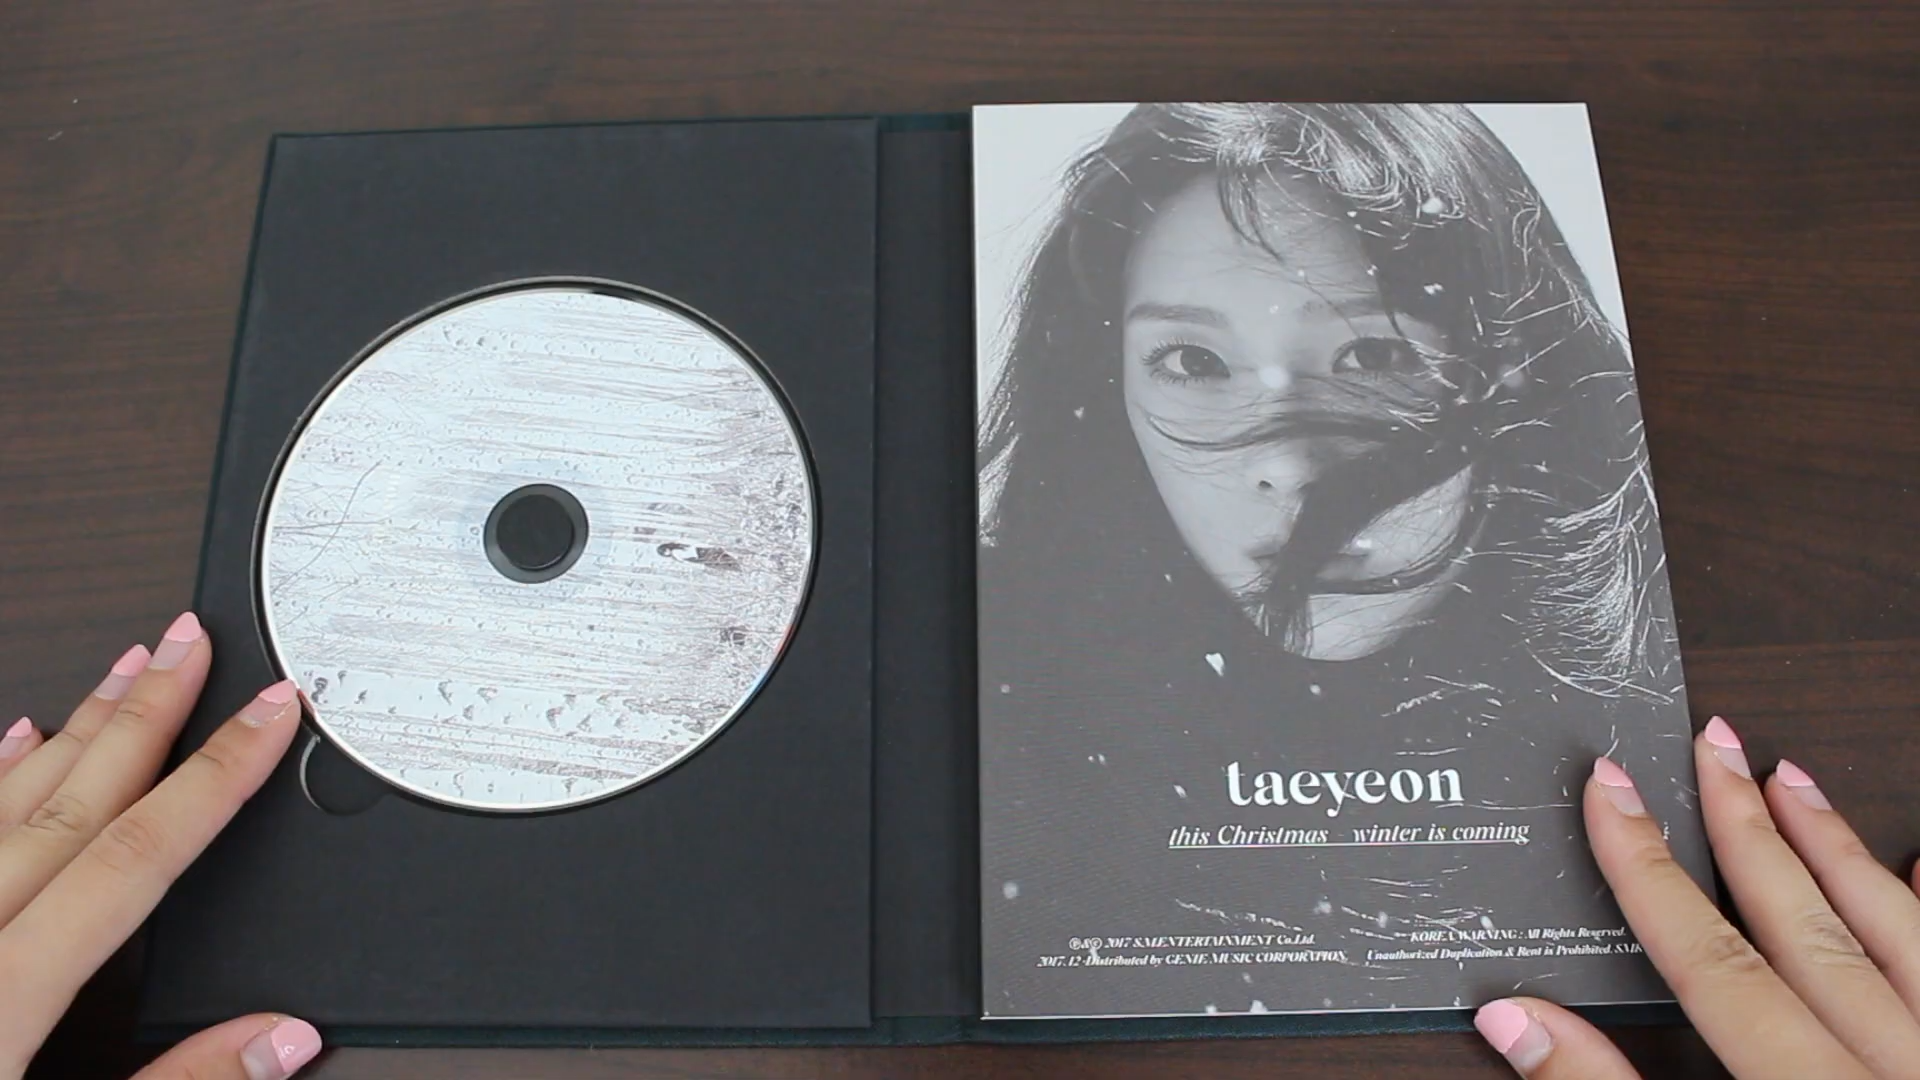 taeyeon
this Christmas - winter is coming
℗&© 2017 S.M.ENTERTAINMENT Co.,Ltd.
2017. 12 Distributed by GENIE MUSIC CORPORATION
KOREA WARNING : All Rights Reserved.
Unauthorized Duplication & Rent is Prohibited.